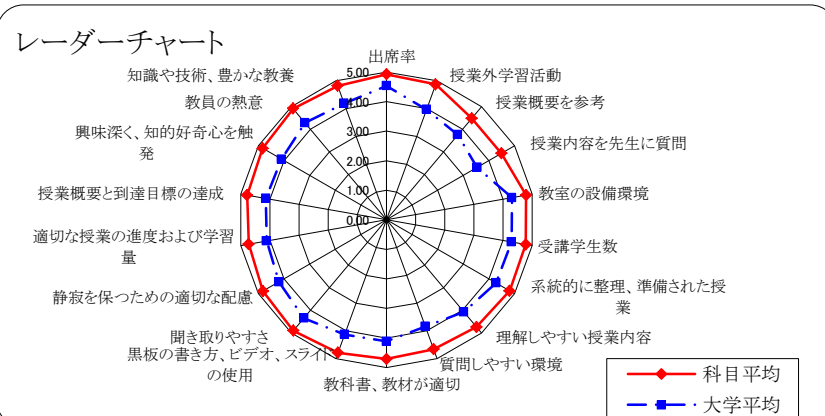 レーダーチャート
出席率
授業外学習活動
授業概要を参考
授業内容を先生に質問
教室の設備環境
受講学生数
系統的に整理、準備された授
業
理解しやすい授業内容
質問しやすい環境
教科書、教材が適切
黒板の書き方、ビデオ、スライド
の使用
聞き取りやすさ
静寂を保つための適切な配慮
適切な授業の進度および学習
量
授業概要と到達目標の達成
興味深く、知的好奇心を触
発
教員の熱意
知識や技術、豊かな教養
5.00
4.00
3.00
2.00
1.00
0.00
科目平均
大学平均